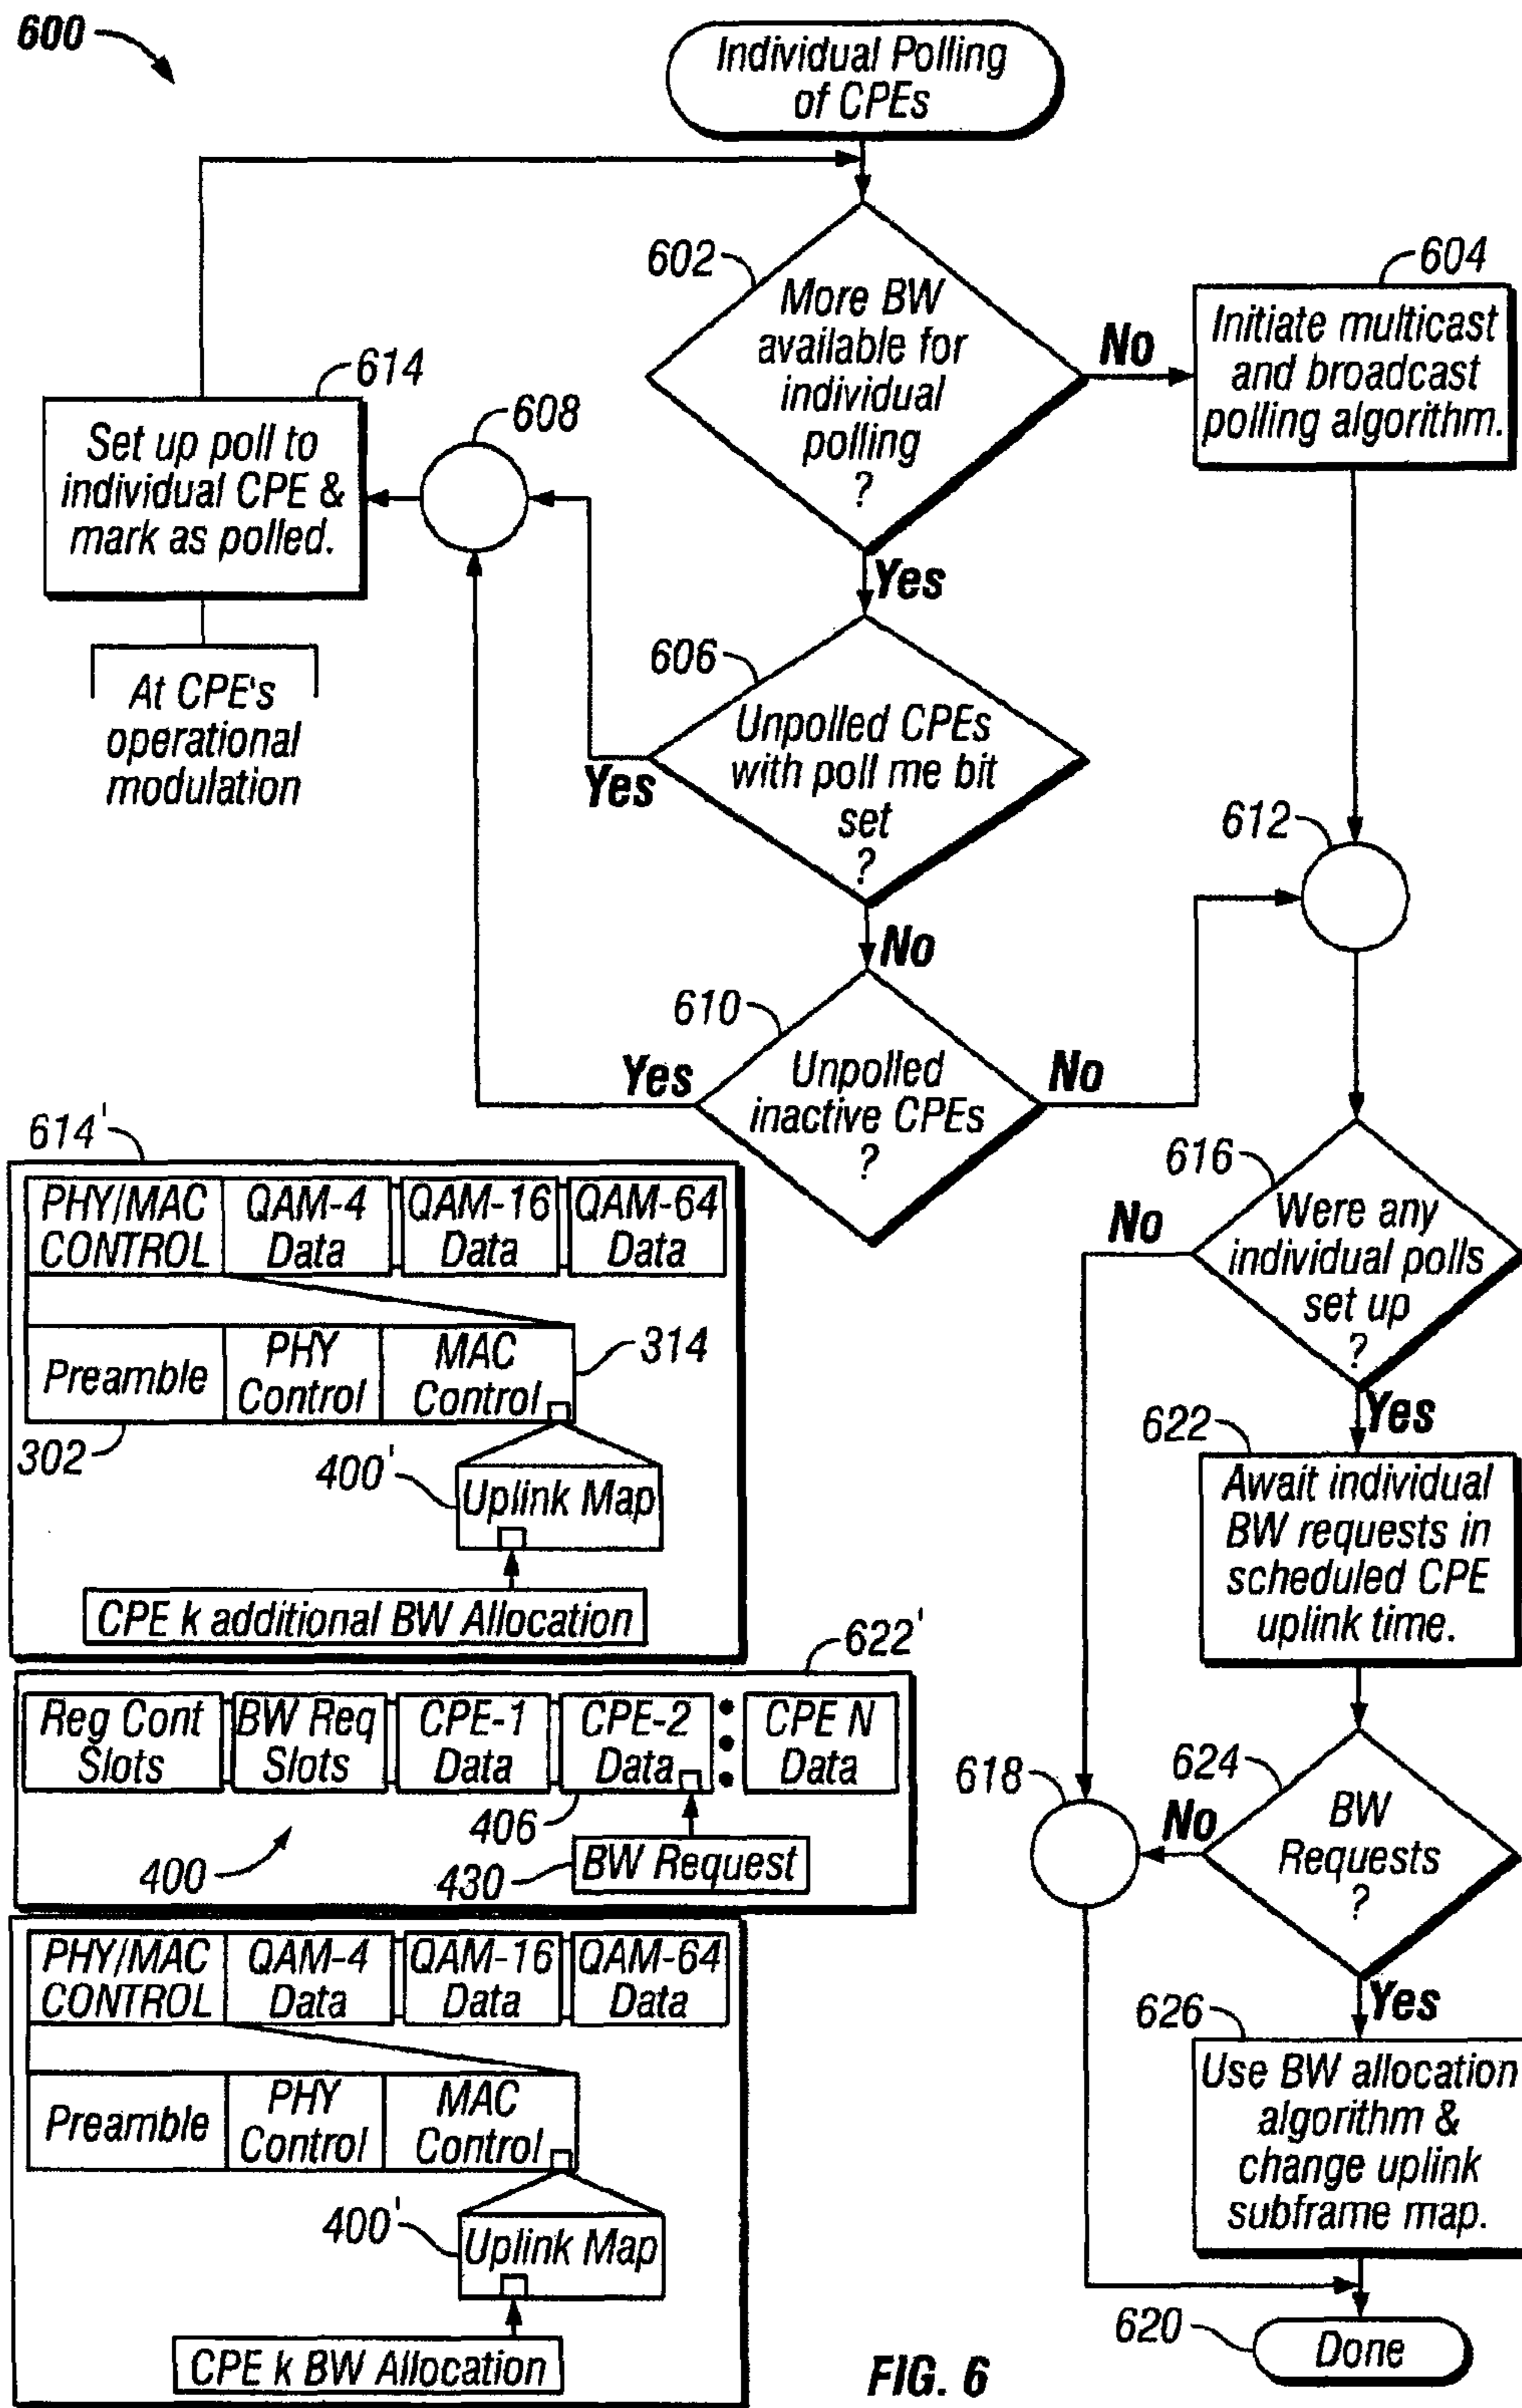 600
Individual Polling
of CPEs
602
More BW
available for
individual
polling
?
No
604
Initiate multicast
and broadcast
polling algorithm.
614
Set up poll to
individual CPE &
mark as polled.
608
Yes
At CPE's
operational
modulation
606
Unpolled CPEs
with poll me bit
set
?
Yes
612
No
610
Unpolled
inactive CPEs
?
Yes
No
616
Were any
individual polls
set up
?
No
Yes
622
Await individual
BW requests in
scheduled CPE
uplink time.
624
BW
Requests
?
No
618
Yes
626
Use BW allocation
algorithm &
change uplink
subframe map.
620
Done
614'
PHY/MAC
CONTROL
QAM-4
Data
QAM-16
Data
QAM-64
Data
Preamble
PHY
Control
MAC
Control
314
302
400'
Uplink Map
CPE k additional BW Allocation
622'
Reg Cont
Slots
BW Req
Slots
CPE-1
Data
CPE-2
Data
CPE N
Data
406
400
430
BW Request
PHY/MAC
CONTROL
QAM-4
Data
QAM-16
Data
QAM-64
Data
Preamble
PHY
Control
MAC
Control
400'
Uplink Map
CPE k BW Allocation
FIG. 6